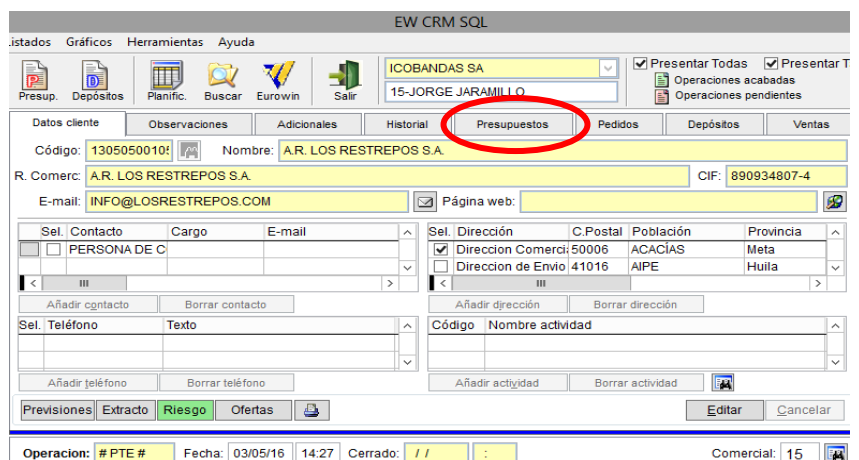 EW CRM SQL
Listados Gráficos Herramientas Ayuda
Presup. Depósitos Planific. Buscar Eurowin Salir
ICOBANDAS SA
15-JORGE JARAMILLO
Presentar Todas Presentar T
Operaciones acabadas
Operaciones pendientes
Datos cliente Observaciones Adicionales Historial Presupuestos Pedidos Depósitos Ventas
Código: 1305050010 Nombre: A.R. LOS RESTREPOS S.A.
R. Comerc: A.R. LOS RESTREPOS S.A. CIF: 890934807-4
E-mail: INFO@LOSRESTREPOS.COM Página web:
Sel. Contacto Cargo E-mail
PERSONA DE C
Sel. Dirección C.Postal Población Provincia
Direccion Comerci 50006 ACACÍAS Meta
Direccion de Envio 41016 AIPE Huila
Añadir contacto Borrar contacto
Añadir dirección Borrar dirección
Sel. Teléfono Texto
Código Nombre actividad
Añadir teléfono Borrar teléfono
Añadir actividad Borrar actividad
Previsiones Extracto Riesgo Ofertas
Editar Cancelar
Operacion: # PTE # Fecha: 03/05/16 14:27 Cerrado: / / : Comercial: 15